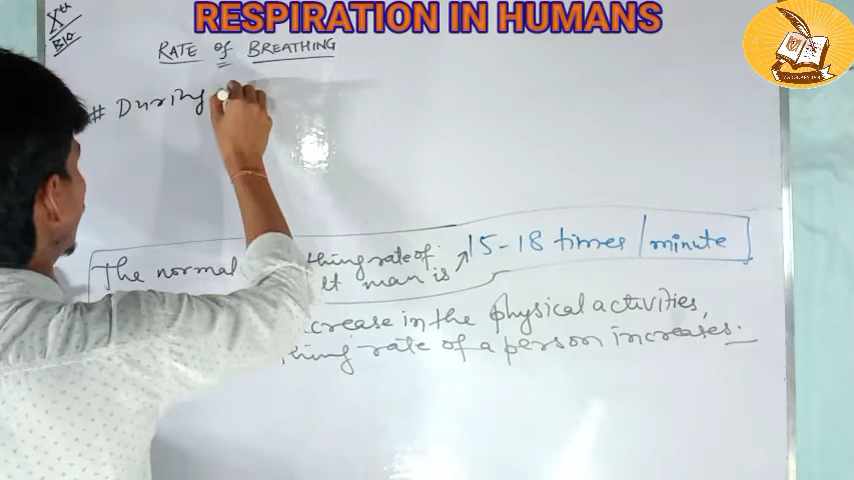 RESPIRATION IN HUMANS
Xth
BIO
RATE of BREATHING
# During
The normal thing rate of
lt man is → 15-18 times / minute
crease in the physical activities,
thing rate of a person increases.